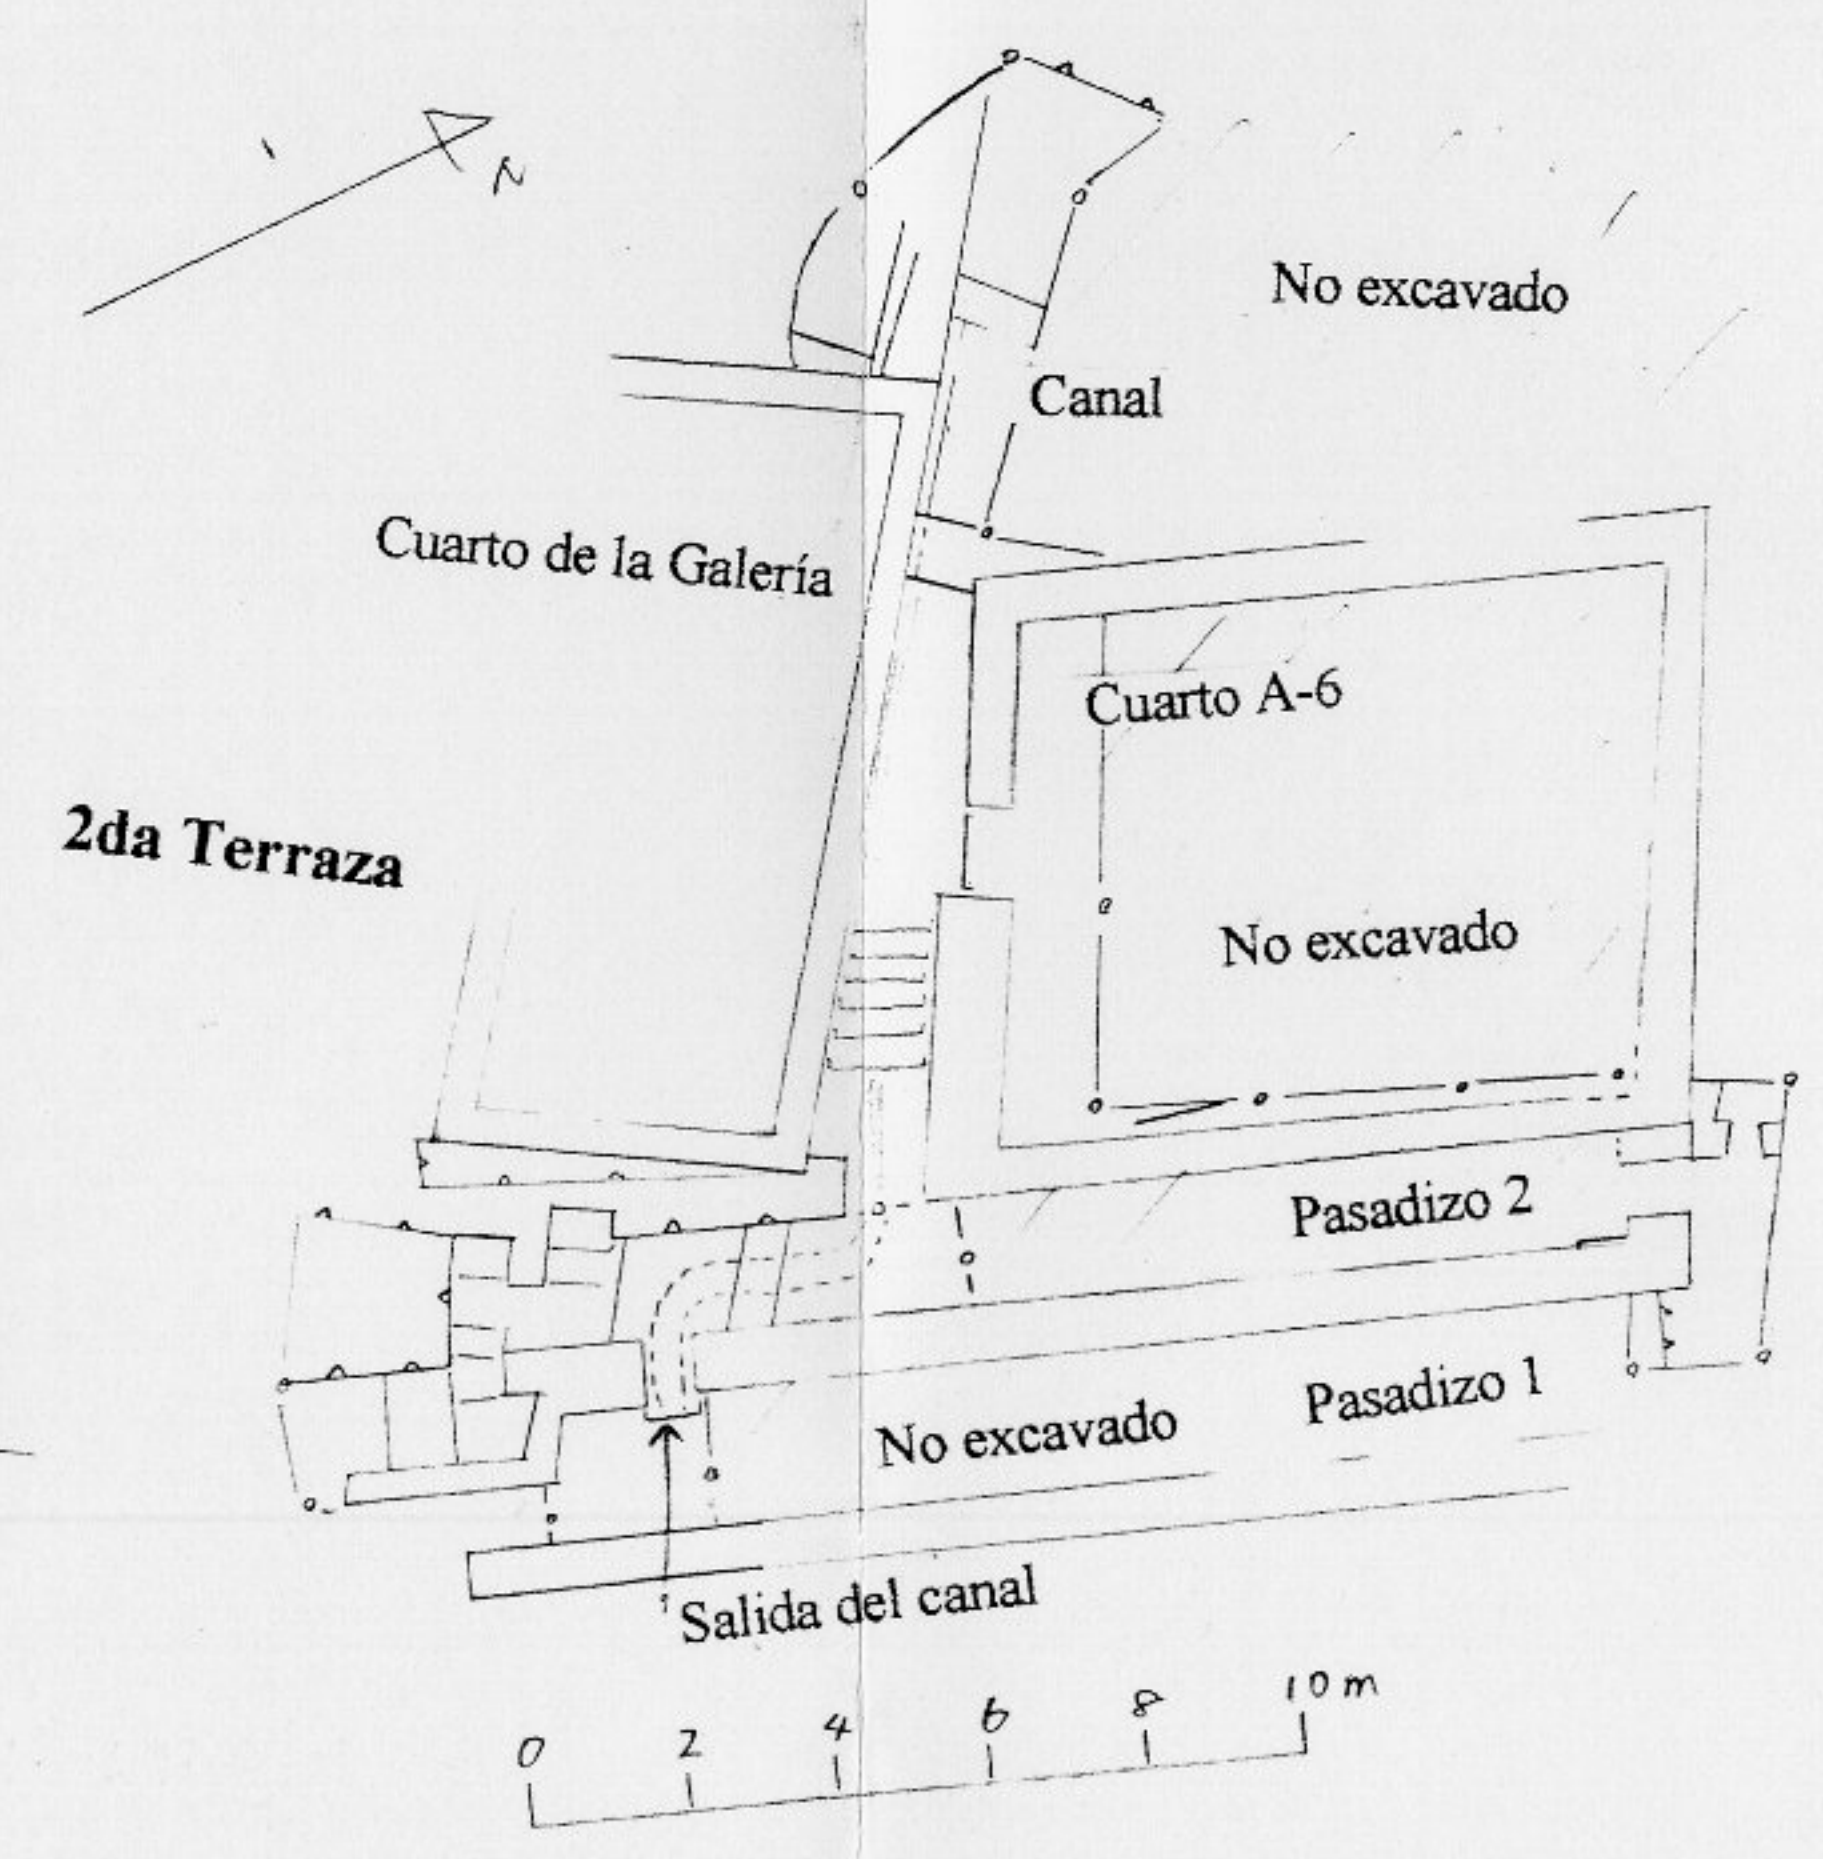 N
No excavado
Canal
Cuarto de la Galería
Cuarto A-6
2da Terraza
No excavado
Pasadizo 2
Pasadizo 1
No excavado
Salida del canal
0 2 4 6 8 10 m